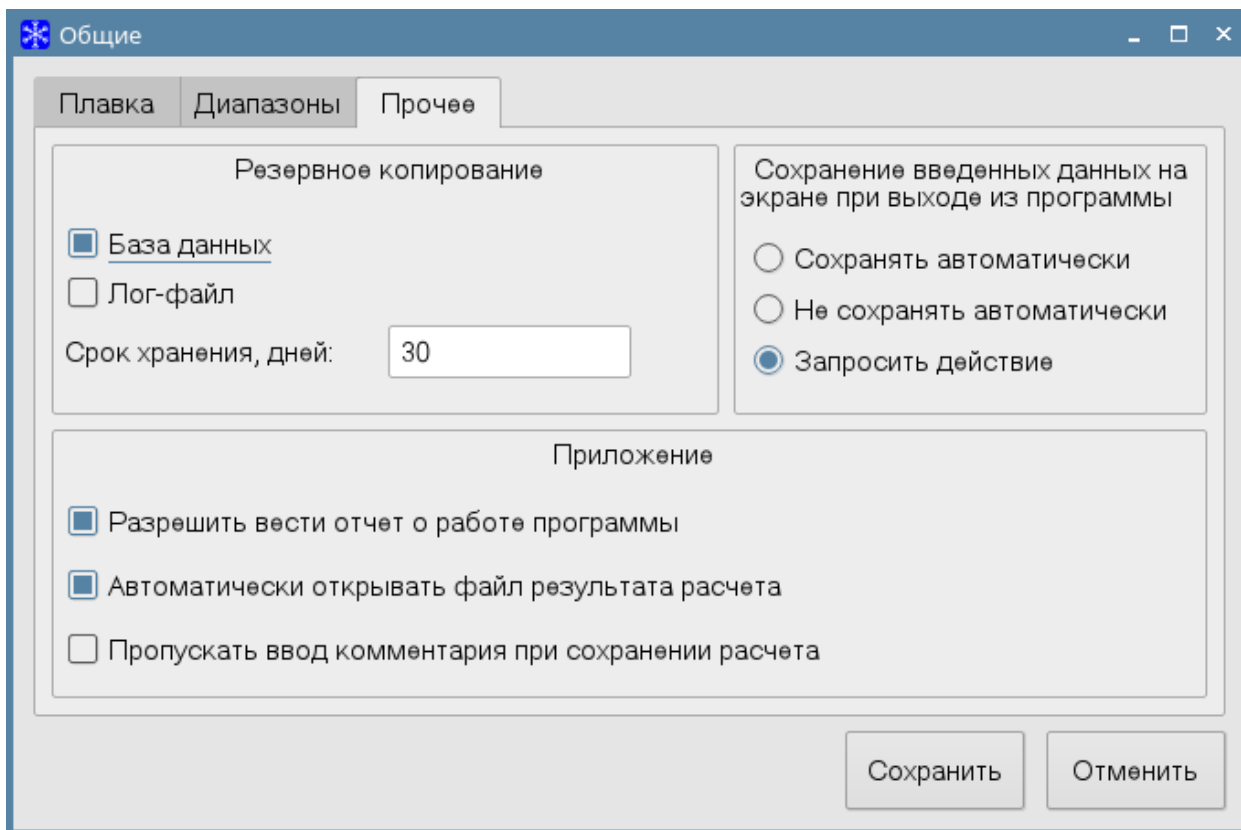 Общие
Плавка Диапазоны Прочее
Резервное копирование
База данных
Лог-файл
Срок хранения, дней: 30
Сохранение введенных данных на
экране при выходе из программы
Сохранять автоматически
Не сохранять автоматически
Запросить действие
Приложение
Разрешить вести отчет о работе программы
Автоматически открывать файл результата расчета
Пропускать ввод комментария при сохранении расчета
Сохранить Отменить